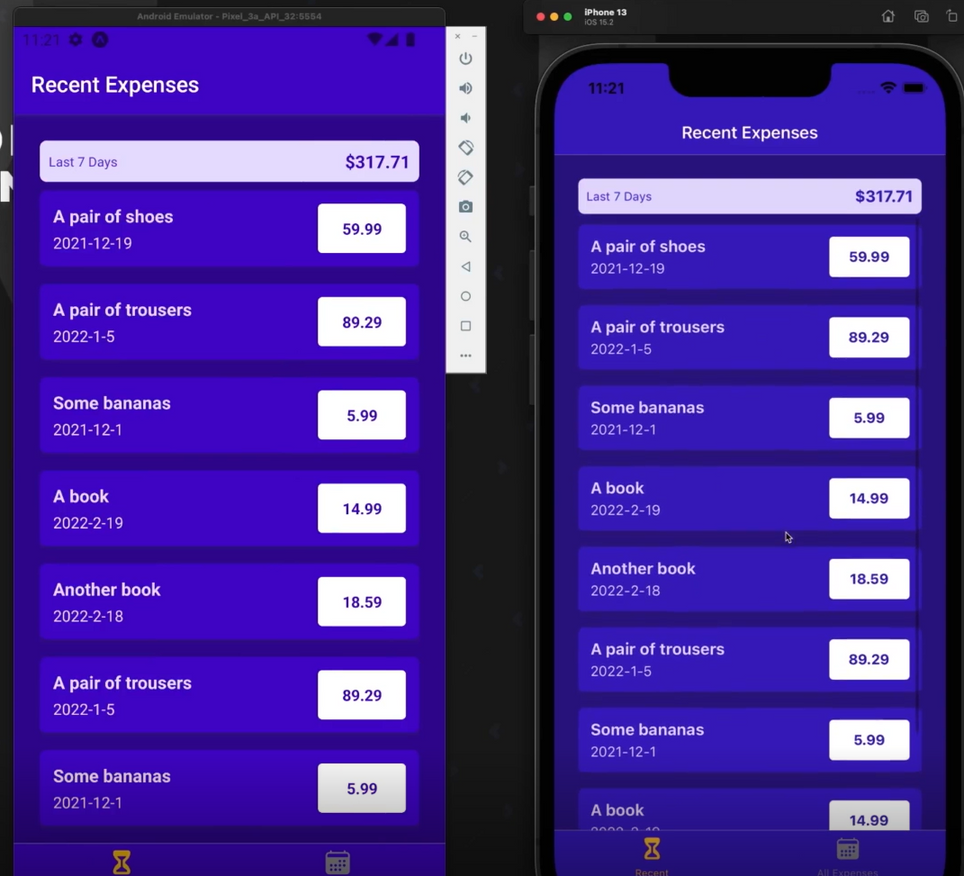 Android Emulator - Pixel_3a_API_32:5554
11:21
Recent Expenses
Last 7 Days $317.71
A pair of shoes
2021-12-19
59.99
A pair of trousers
2022-1-5
89.29
Some bananas
2021-12-1
5.99
A book
2022-2-19
14.99
Another book
2022-2-18
18.59
A pair of trousers
2022-1-5
89.29
Some bananas
2021-12-1
5.99
iPhone 13
iOS 15.2
11:21
Recent Expenses
Last 7 Days $317.71
A pair of shoes
2021-12-19
59.99
A pair of trousers
2022-1-5
89.29
Some bananas
2021-12-1
5.99
A book
2022-2-19
14.99
Another book
2022-2-18
18.59
A pair of trousers
2022-1-5
89.29
Some bananas
2021-12-1
5.99
A book
2022-2-19
14.99
Recent
All Expenses